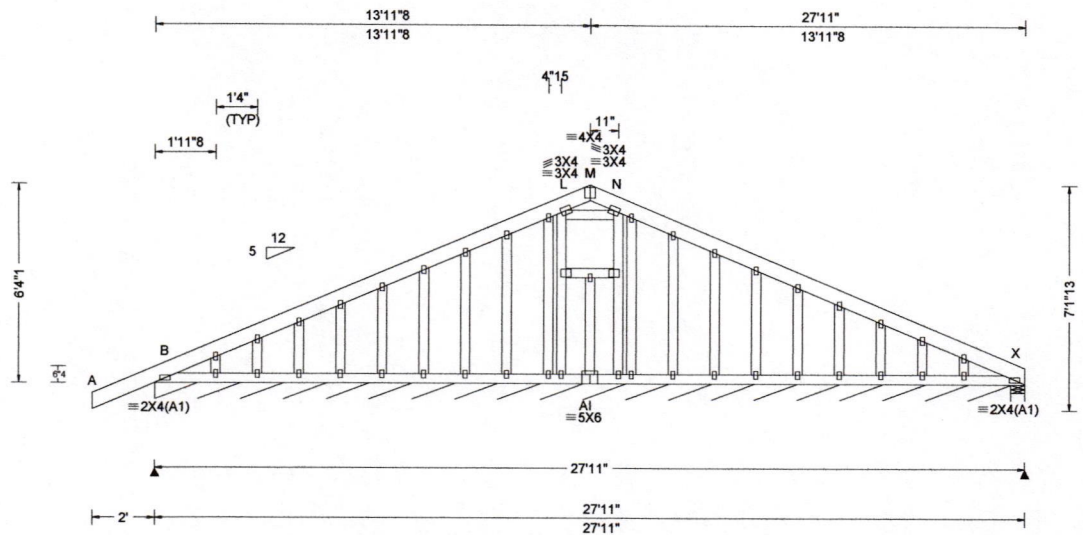 13'11"8 27'11"
13'11"8 13'11"8
4"15
1'4"
(TYP)
11"
≡4X4
1'11"8
3X4
3X4
≡3X4
≡3X4
L M N
12
5
6'4"1
7'1"13
B
X
A
≡2X4(A1)
AI
≡5X6
≡2X4(A1)
27'11"
2'
27'11"
27'11"